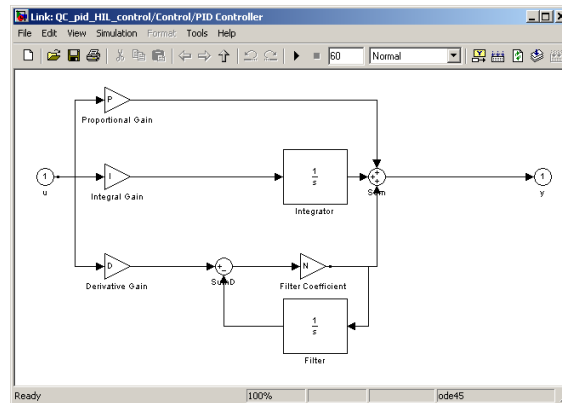 Link: QC_pid_HIL_control/Control/PID Controller
File Edit View Simulation Format Tools Help
60 Normal
P
Proportional Gain
1
u
I
Integral Gain
1
s
Integrator
Sum
1
y
D
Derivative Gain
SumD
N
Filter Coefficient
1
s
Filter
Ready 100% ode45